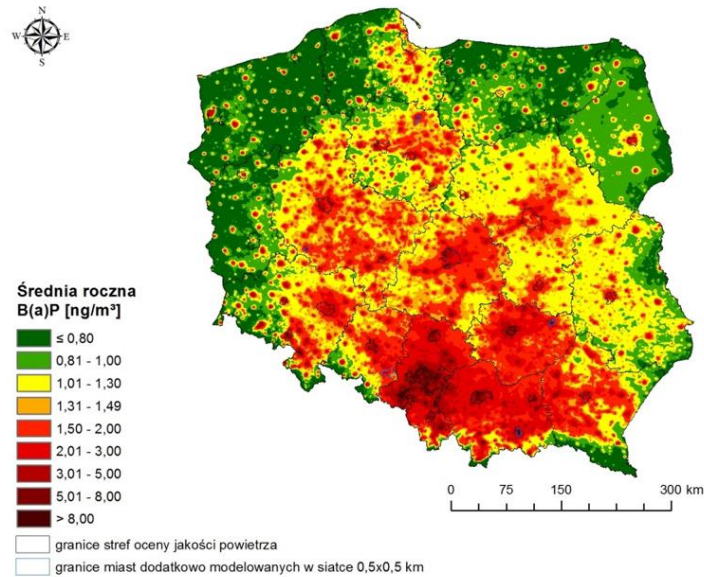 N
W E
S
Średnia roczna
B(a)P [ng/m³]
≤ 0,80
0,81 - 1,00
1,01 - 1,30
1,31 - 1,49
1,50 - 2,00
2,01 - 3,00
3,01 - 5,00
5,01 - 8,00
> 8,00
granice stref oceny jakości powietrza
granice miast dodatkowo modelowanych w siatce 0,5x0,5 km
0 75 150 300 km